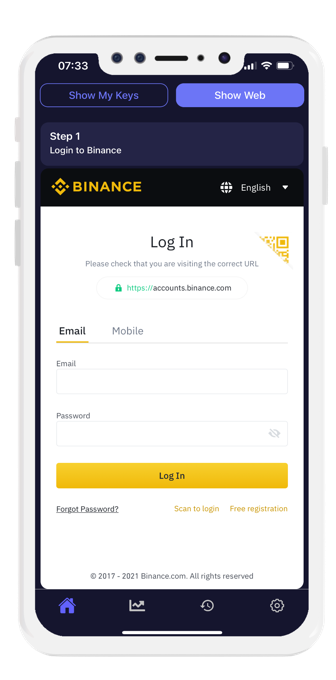 07:33
Show My Keys Show Web
Step 1
Login to Binance
BINANCE English
Log In
Please check that you are visiting the correct URL
https://accounts.binance.com
Email Mobile
Email
Password
Log In
Forgot Password? Scan to login Free registration
© 2017 - 2021 Binance.com. All rights reserved